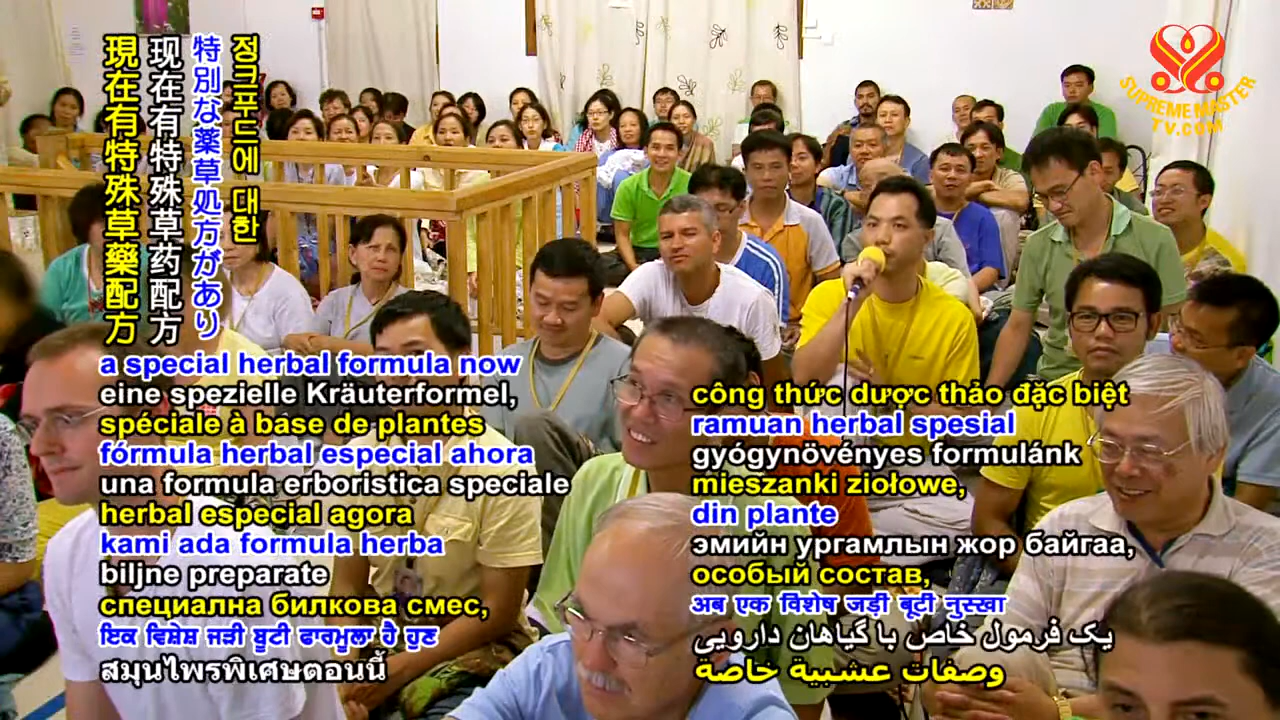 現在有特殊草藥配方
现在有特殊草药配方
特別な薬草処方があり
정크푸드에 대한
SUPREME MASTER
TV.COM
a special herbal formula now
eine spezielle Kräuterformel,
spéciale à base de plantes
fórmula herbal especial ahora
una formula erboristica speciale
herbal especial agora
kami ada formula herba
biljne preparate
специална билкова смес,
ਇਕ ਵਿਸ਼ੇਸ਼ ਜੜੀ ਬੂਟੀ ਫਾਰਮੂਲਾ ਹੈ ਹੁਣ
สมุนไพรพิเศษตอนนี้
công thức dược thảo đặc biệt
ramuan herbal spesial
gyógynövényes formulánk
mieszanki ziołowe,
din plante
эмийн ургамлын жор байгаа,
особый состав,
अब एक विशेष जड़ी बूटी नुस्खा
یک فرمول خاص با گیاهان دارویی
وصفات عشبية خاصة